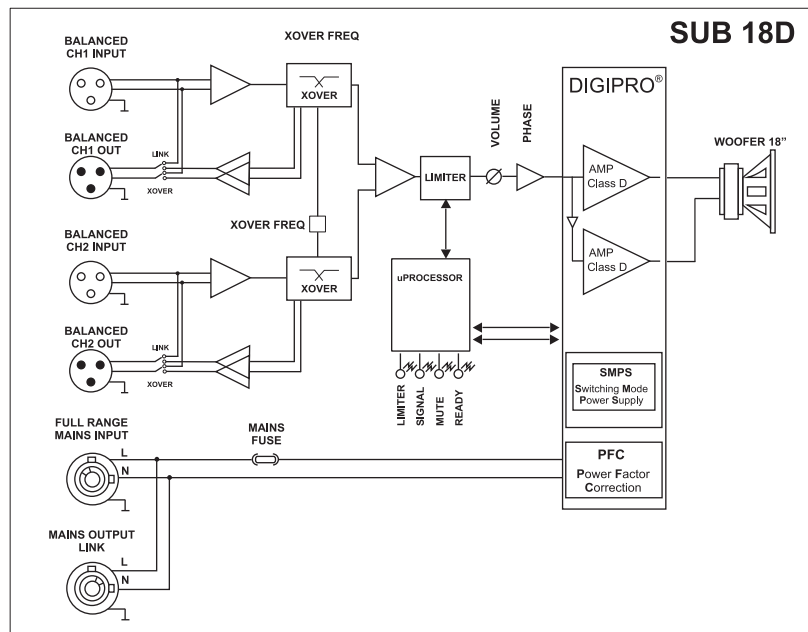 SUB 18D
BALANCED
CH1 INPUT
XOVER FREQ
XOVER
BALANCED
CH1 OUT
LINK
XOVER
LIMITER
VOLUME
PHASE
DIGIPRO®
AMP
Class D
AMP
Class D
WOOFER 18”
XOVER FREQ
BALANCED
CH2 INPUT
XOVER
uPROCESSOR
BALANCED
CH2 OUT
LINK
XOVER
LIMITER
SIGNAL
MUTE
READY
SMPS
Switching Mode
Power Supply
FULL RANGE
MAINS INPUT
L
N
MAINS
FUSE
PFC
Power Factor
Correction
MAINS OUTPUT
LINK
L
N